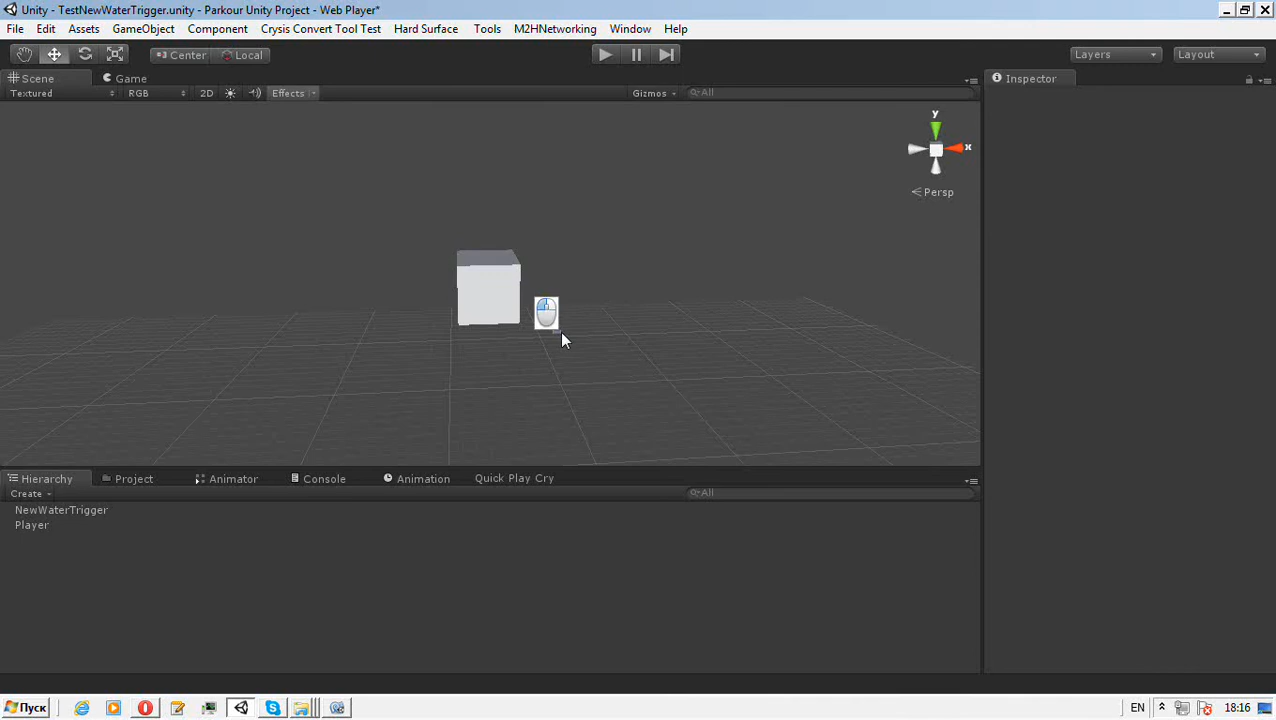 Unity - TestNewWaterTrigger.unity - Parkour Unity Project - Web Player*
File Edit Assets GameObject Component Crysis Convert Tool Test Hard Surface Tools M2HNetworking Window Help
Center Local Layers Layout
Scene Game Inspector
Textured RGB 2D Effects Gizmos All
y
x
Persp
Hierarchy Project Animator Console Animation Quick Play Cry
Create All
NewWaterTrigger
Player
Пуск EN 18:16